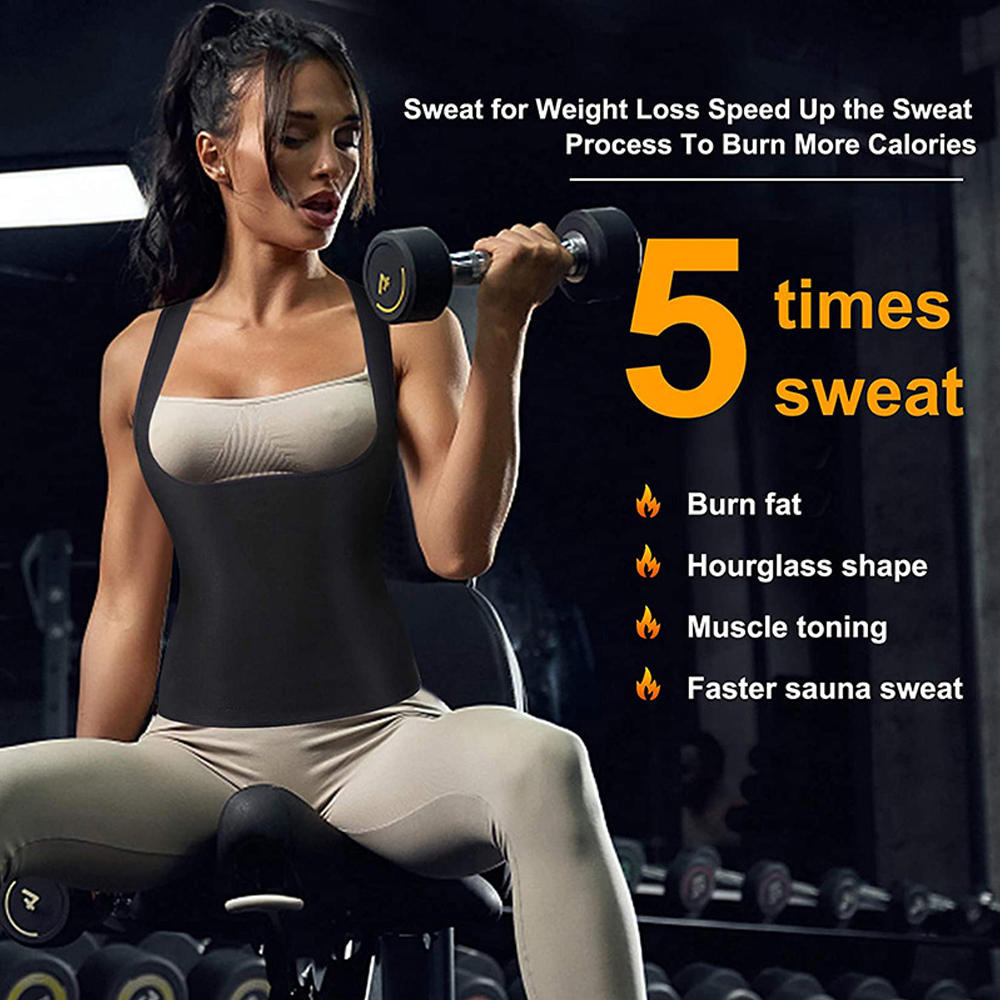 Sweat for Weight Loss Speed Up the Sweat
Process To Burn More Calories
5 times
sweat
Burn fat
Hourglass shape
Muscle toning
Faster sauna sweat